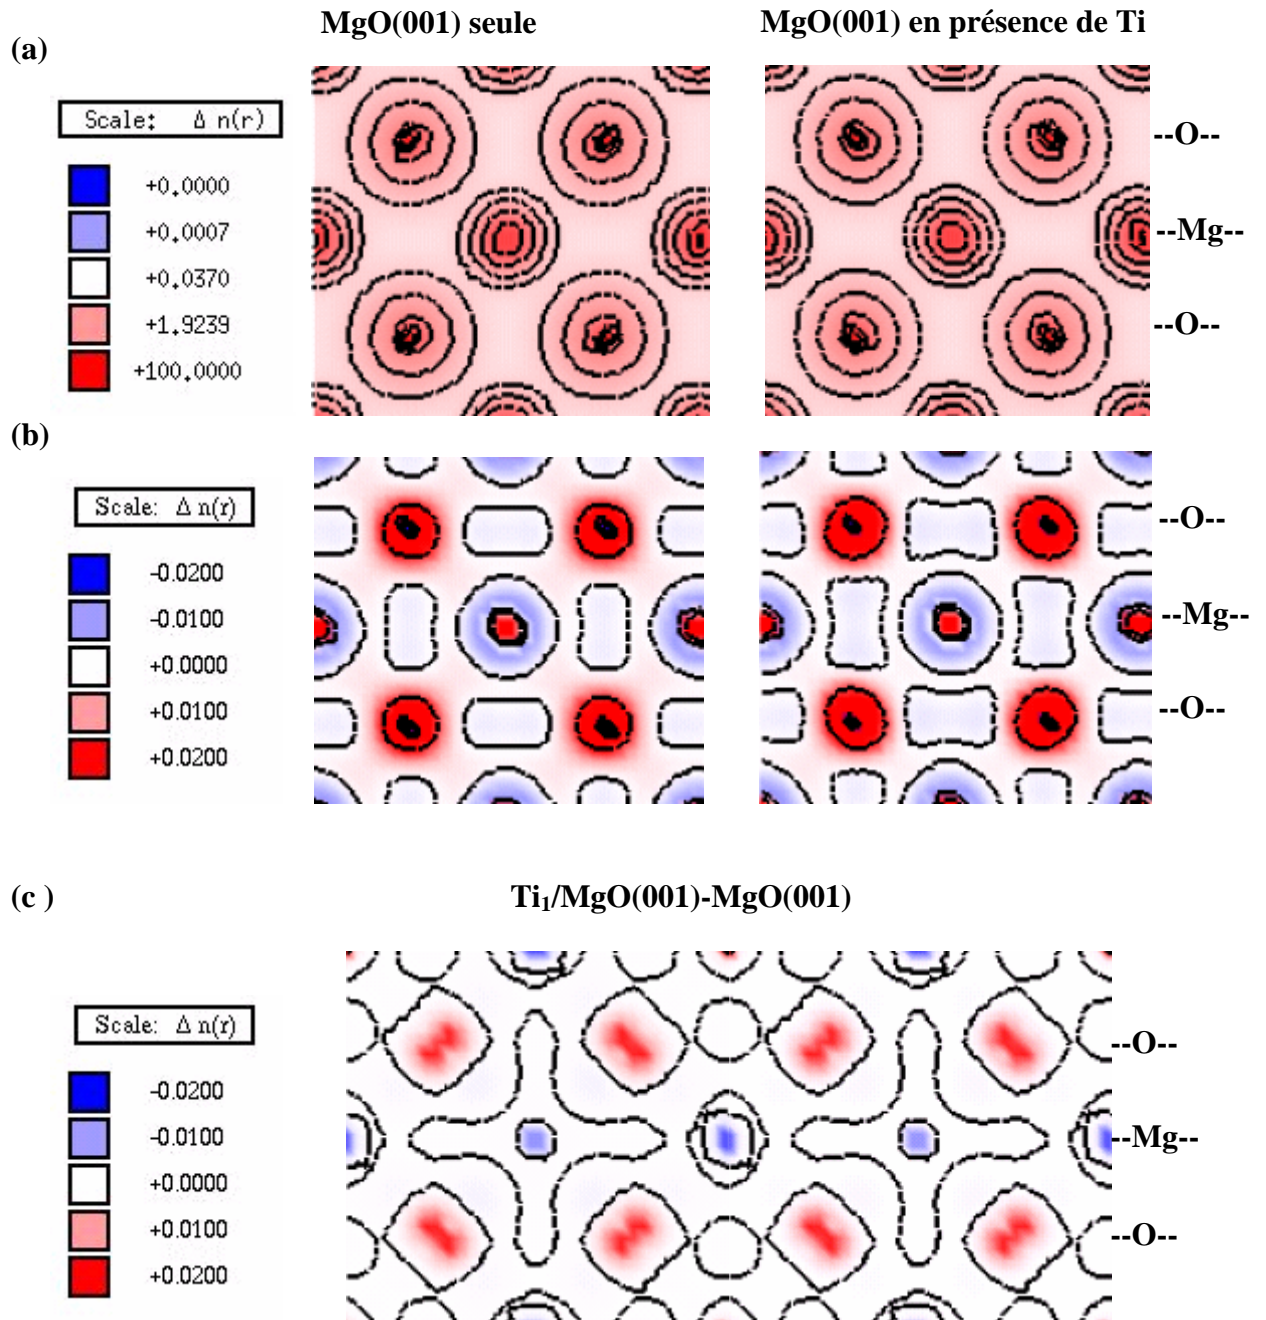 MgO(001) seule
MgO(001) en présence de Ti
(a)
Scale: Δ n(r)
+0.0000
+0.0007
+0.0370
+1.9239
+100.0000
--O--
--Mg--
--O--
(b)
Scale: Δ n(r)
-0.0200
-0.0100
+0.0000
+0.0100
+0.0200
--O--
--Mg--
--O--
(c )
Ti₁/MgO(001)-MgO(001)
Scale: Δ n(r)
-0.0200
-0.0100
+0.0000
+0.0100
+0.0200
--O--
--Mg--
--O--